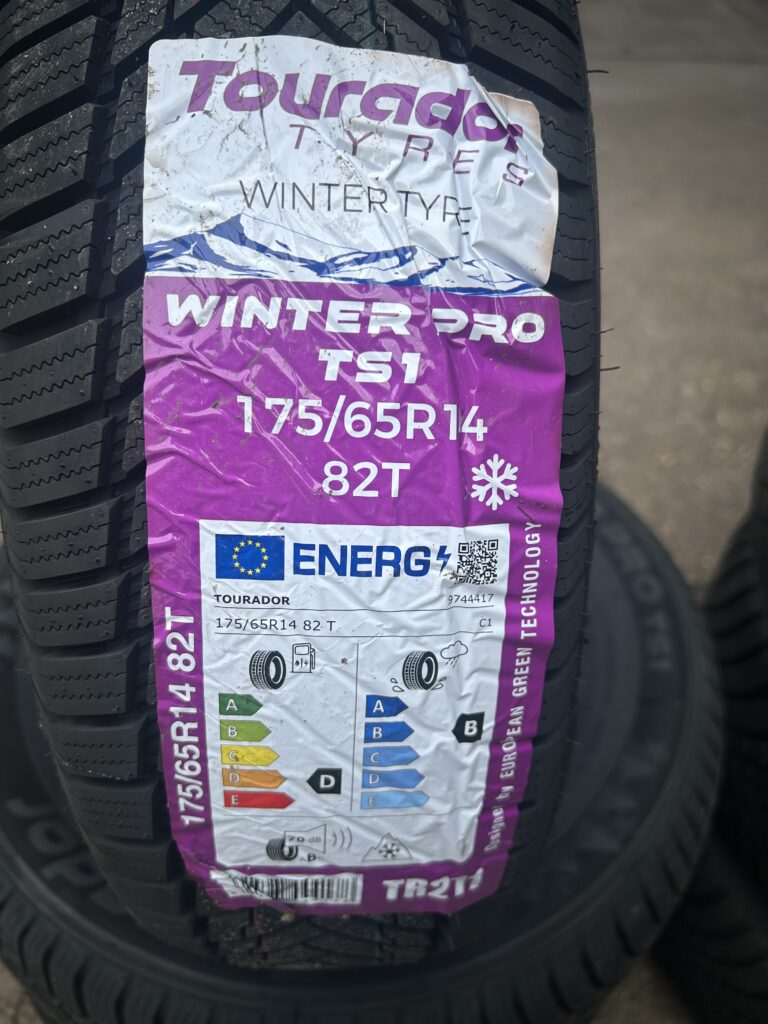 Tourador
TYRES
WINTER TYRE
WINTER PRO
TS1
175/65R14
82T
ENERG
TOURADOR 9744417
175/65R14 82 T C1
A
B
C
D
E
D
A
B
C
D
E
B
70 dB
B
175/65R14 82T
Designed by EUROPEAN GREEN TECHNOLOGY